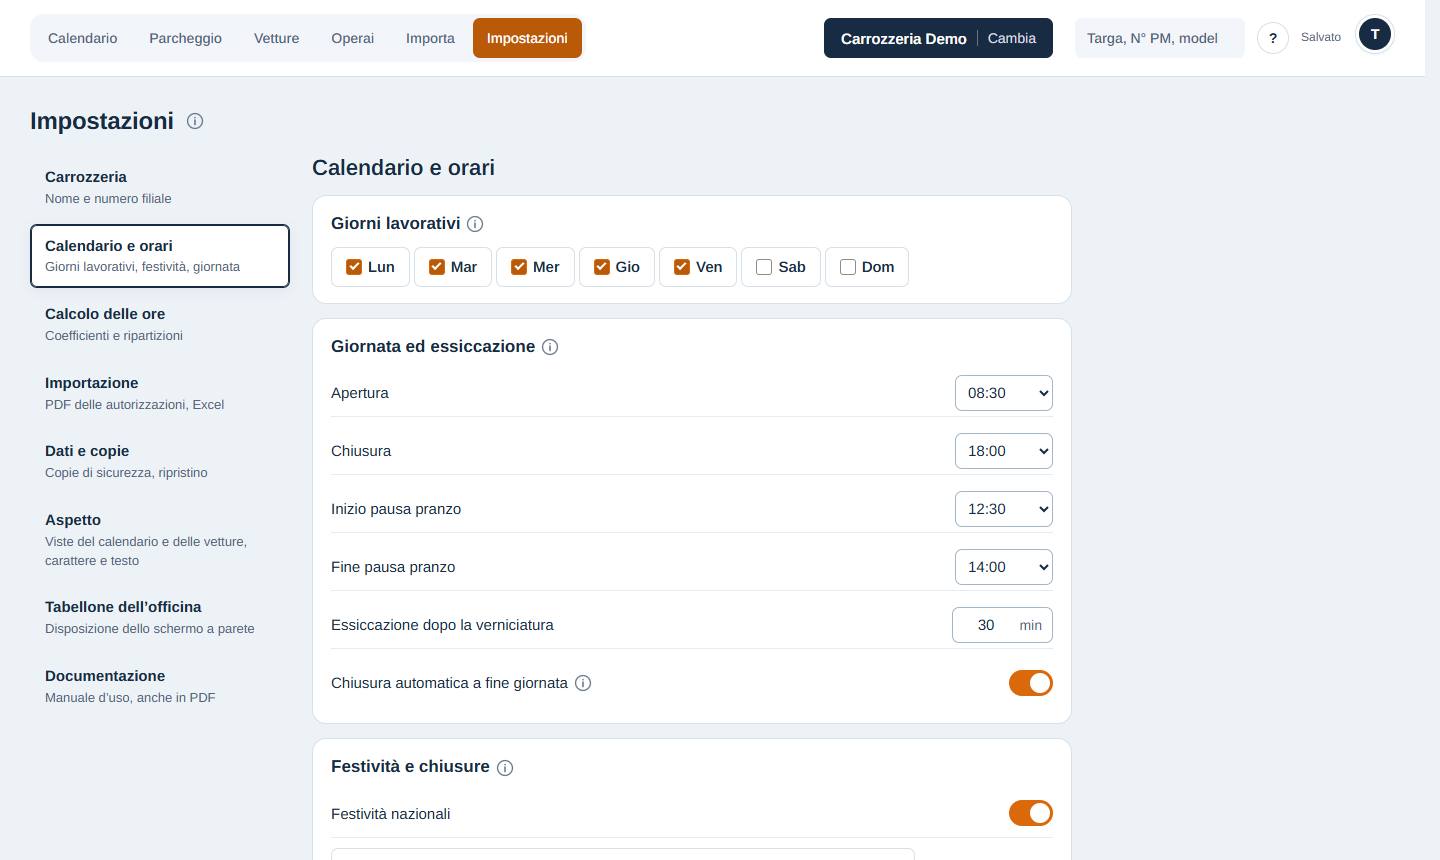 Calendario
Parcheggio
Vetture
Operai
Importa
Impostazioni
Carrozzeria Demo
Cambia
Targa, N° PM, model
?
Salvato
T
Impostazioni
Carrozzeria
Nome e numero filiale
Calendario e orari
Giorni lavorativi, festività, giornata
Calcolo delle ore
Coefficienti e ripartizioni
Importazione
PDF delle autorizzazioni, Excel
Dati e copie
Copie di sicurezza, ripristino
Aspetto
Viste del calendario e delle vetture,
carattere e testo
Tabellone dell’officina
Disposizione dello schermo a parete
Documentazione
Manuale d’uso, anche in PDF
Calendario e orari
Giorni lavorativi
Lun
Mar
Mer
Gio
Ven
Sab
Dom
Giornata ed essiccazione
Apertura
08:30
Chiusura
18:00
Inizio pausa pranzo
12:30
Fine pausa pranzo
14:00
Essiccazione dopo la verniciatura
30 min
Chiusura automatica a fine giornata
Festività e chiusure
Festività nazionali